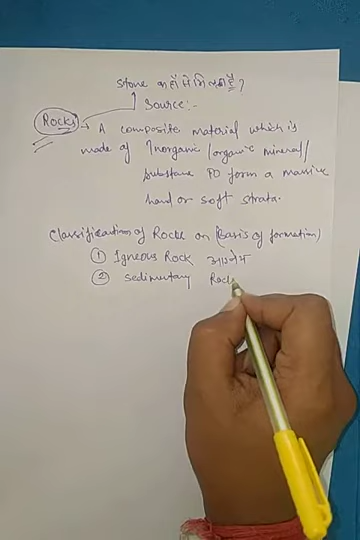 Stone कहाँ से मिलता है ?
Source :-
Rocks → A composite material which is
made of Inorganic / organic mineral /
substance TO form a massive
hard or soft strata.
Classification of Rocks on (Basis of formation)
① Igneous Rock आग्नेय
② Sedimentary Rock